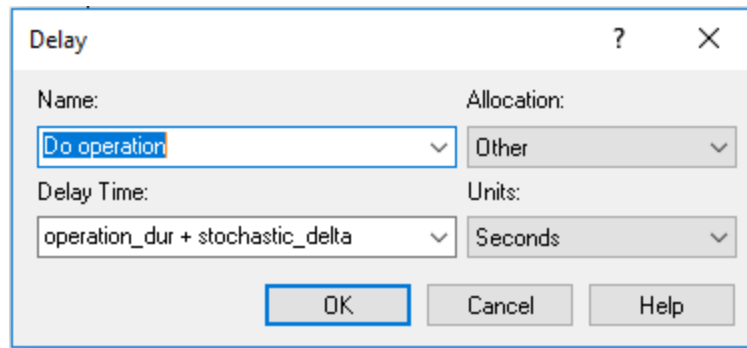 Delay ? ×
Name: Allocation:
Do operation Other
Delay Time: Units:
operation_dur + stochastic_delta Seconds
OK Cancel Help